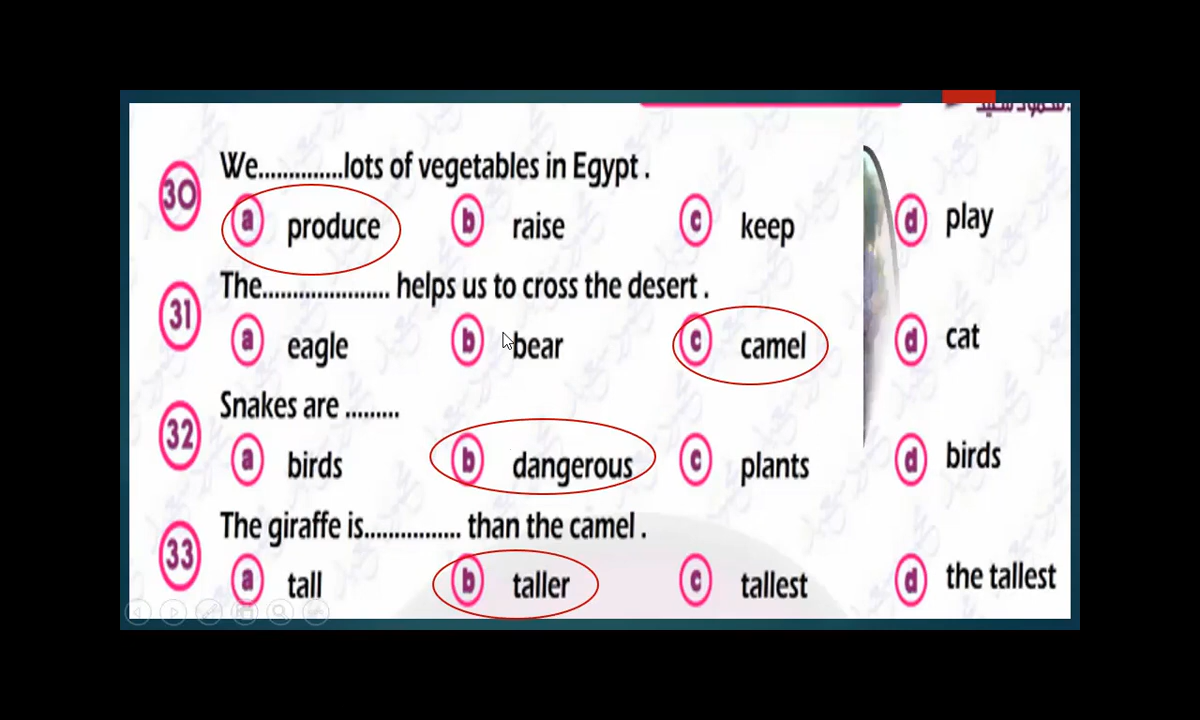 محمود سعيد
30 We..............lots of vegetables in Egypt .
a produce b raise c keep d play
31 The..................... helps us to cross the desert .
a eagle b bear c camel d cat
32 Snakes are .........
a birds b dangerous c plants d birds
33 The giraffe is................ than the camel .
a tall b taller c tallest d the tallest